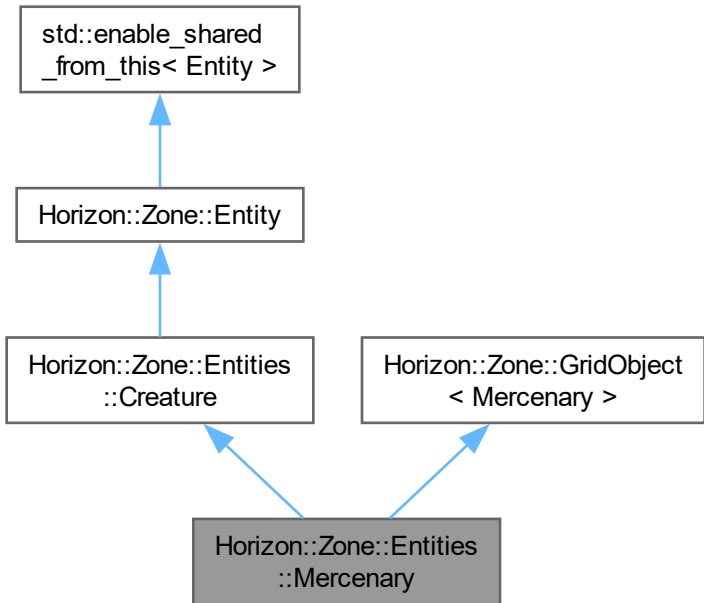 std::enable_shared
_from_this< Entity >
Horizon::Zone::Entity
Horizon::Zone::Entities
::Creature
Horizon::Zone::GridObject
< Mercenary >
Horizon::Zone::Entities
::Mercenary